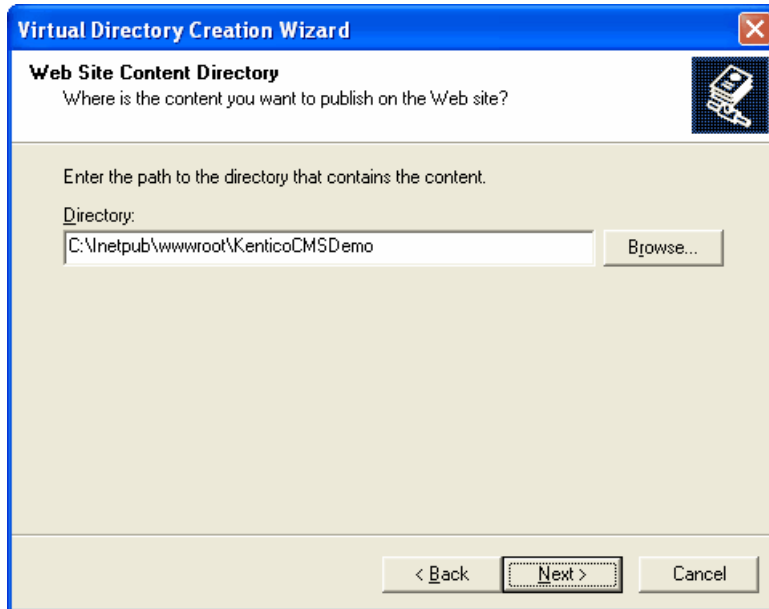 Virtual Directory Creation Wizard
Web Site Content Directory
Where is the content you want to publish on the Web site?
Enter the path to the directory that contains the content.
Directory:
C:\Inetpub\wwwroot\KenticoCMSDemo
Browse...
< Back
Next >
Cancel